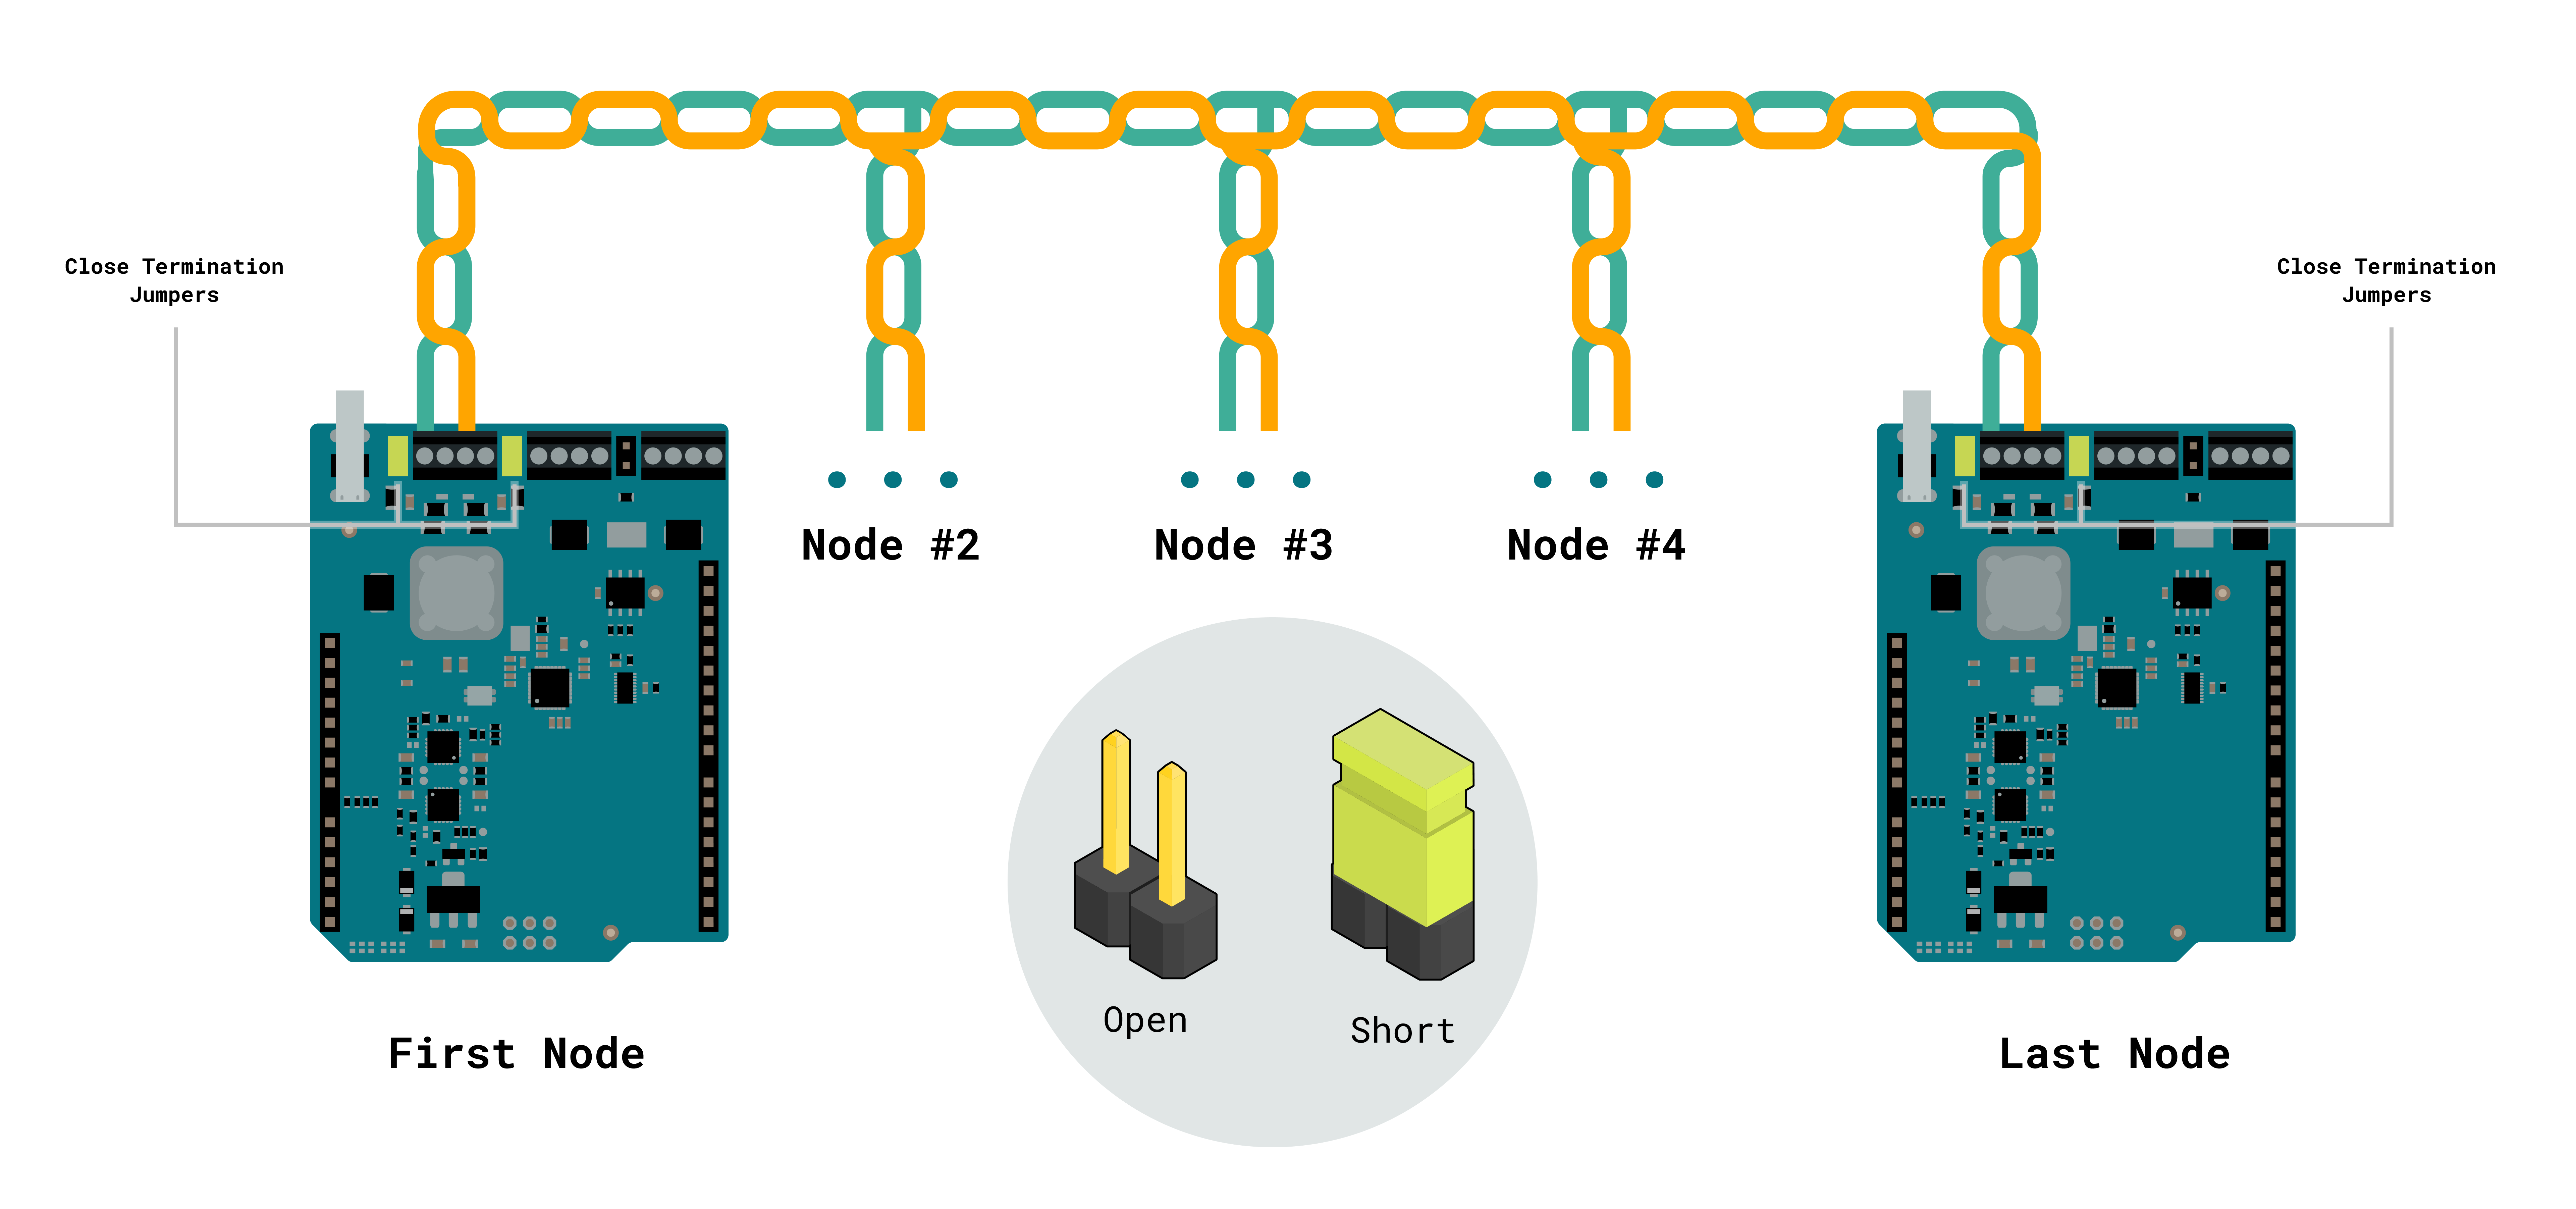 Close Termination
Jumpers
Close Termination
Jumpers
Node #2
Node #3
Node #4
Open
Short
First Node
Last Node